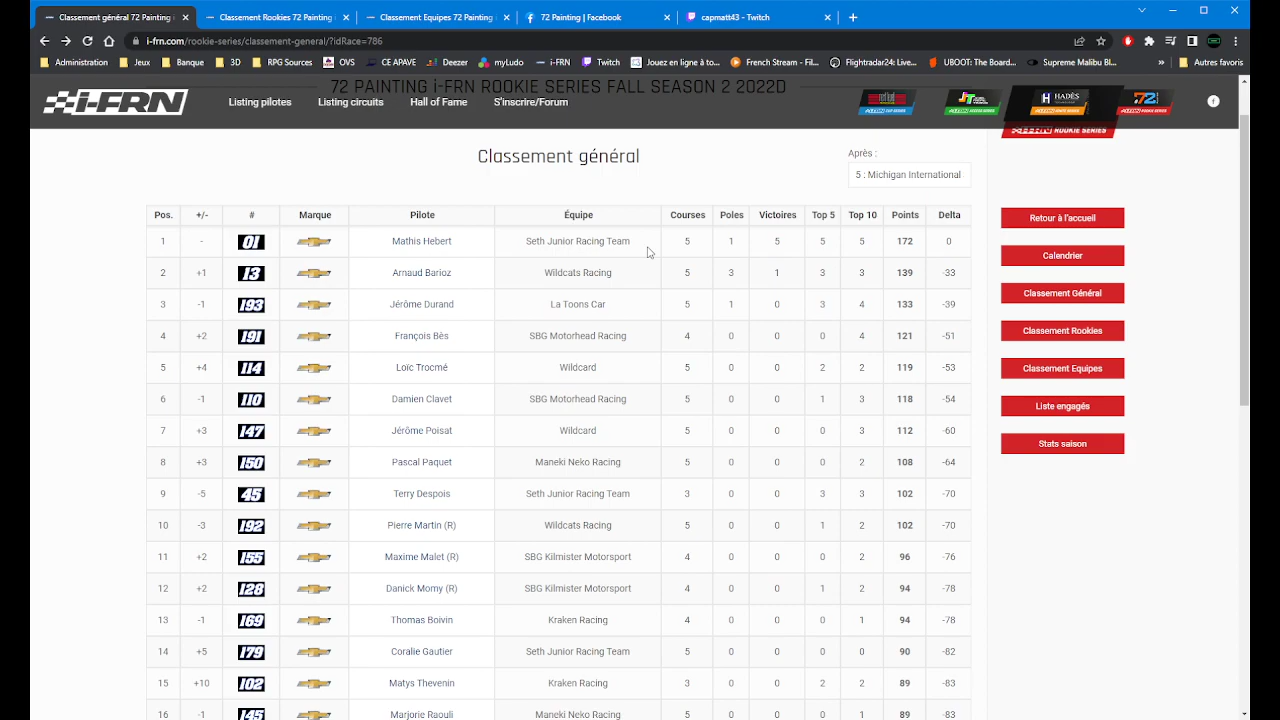 Classement général 72 Painting
Classement Rookies 72 Painting
Classement Equipes 72 Painting
72 Painting | Facebook
capmatt43 - Twitch
i-frn.com/rookie-series/classement-general/?idRace=786
Administration Jeux Banque 3D RPG Sources OVS CE APAVE Deezer myLudo i-FRN Twitch Jouez en ligne à to... French Stream - Fil... Flightradar24: Live... UBOOT: The Board... Supreme Malibu Bl... » Autres favoris
72 PAINTING i-FRN ROOKIE SERIES FALL SEASON 2 2022D
i-FRN Listing pilotes Hall of Fame S'inscrire/Forum HADÈS 72
ROOKIE SERIES
Classement général
Après :
5 : Michigan International
Pos. +/- # Marque Pilote Équipe Courses Poles Victoires Top 5 Top 10 Points Delta
1 - 01 Mathis Hebert Seth Junior Racing Team 5 1 5 5 5 172 0
2 +1 13 Arnaud Barioz Wildcats Racing 5 3 1 3 3 139 -33
3 -1 193 Jérôme Durand La Toons Car 5 1 0 3 4 133 -39
4 +2 191 François Bès SBG Motorhead Racing 4 0 0 0 4 121 -51
5 +4 114 Loïc Trocmé Wildcard 5 0 0 2 2 119 -53
6 -1 110 Damien Clavet SBG Motorhead Racing 5 0 0 1 3 118 -54
7 +3 147 Jérôme Poisat Wildcard 5 0 0 0 3 112 -60
8 +3 150 Pascal Paquet Maneki Neko Racing 5 0 0 0 2 108 -64
9 -5 45 Terry Despois Seth Junior Racing Team 3 0 0 3 3 102 -70
10 -3 192 Pierre Martin (R) Wildcats Racing 5 0 0 1 2 102 -70
11 +2 155 Maxime Malet (R) SBG Kilmister Motorsport 4 0 0 0 2 96 -76
12 +2 128 Danick Momy (R) SBG Kilmister Motorsport 4 0 0 1 2 94 -78
13 -1 169 Thomas Boivin Kraken Racing 4 0 0 0 1 94 -78
14 +5 179 Coralie Gautier Seth Junior Racing Team 5 0 0 0 0 90 -82
15 +10 102 Matys Thevenin Kraken Racing 3 0 0 2 2 89 -83
16 -1 145 Marjorie Raouli Maneki Neko Racing 5 0 0 0 1 89 -83
Retour à l'accueil
Calendrier
Classement Général
Classement Rookies
Classement Equipes
Liste engagés
Stats saison